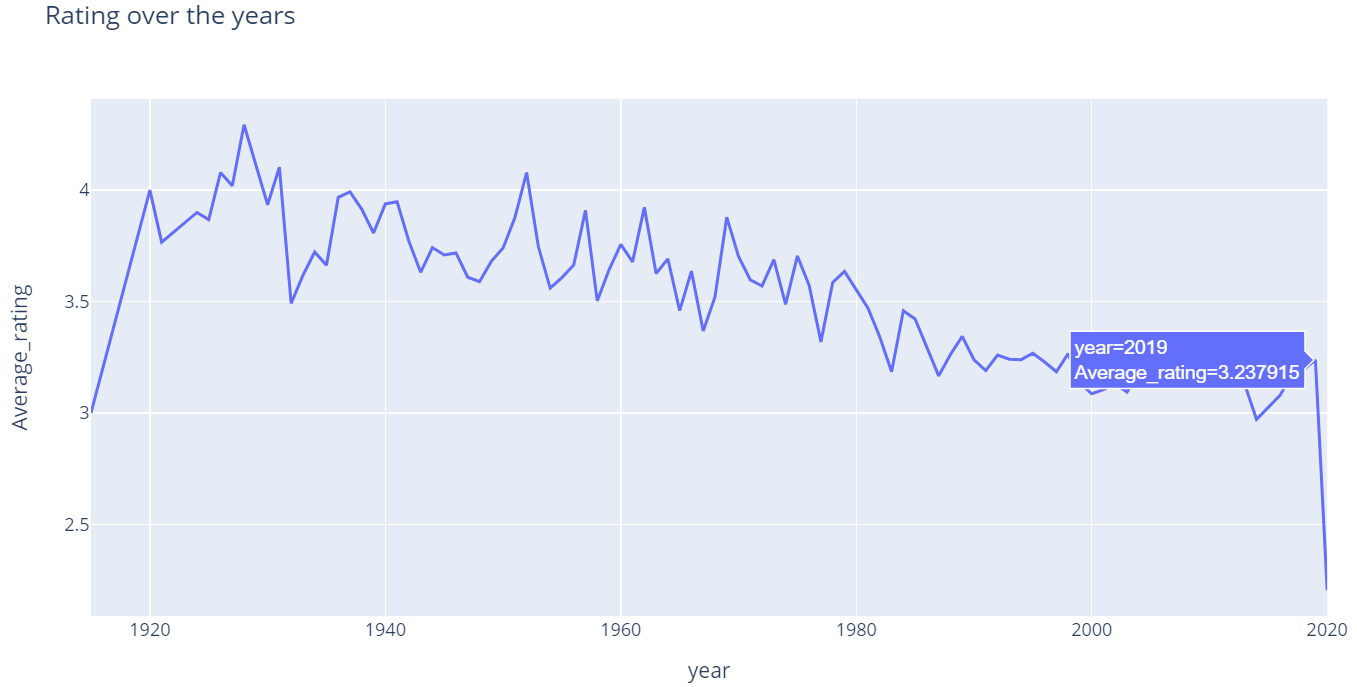 Rating over the years
Average_rating
4
3.5
3
2.5
year=2019
Average_rating=3.237915
1920
1940
1960
1980
2000
2020
year